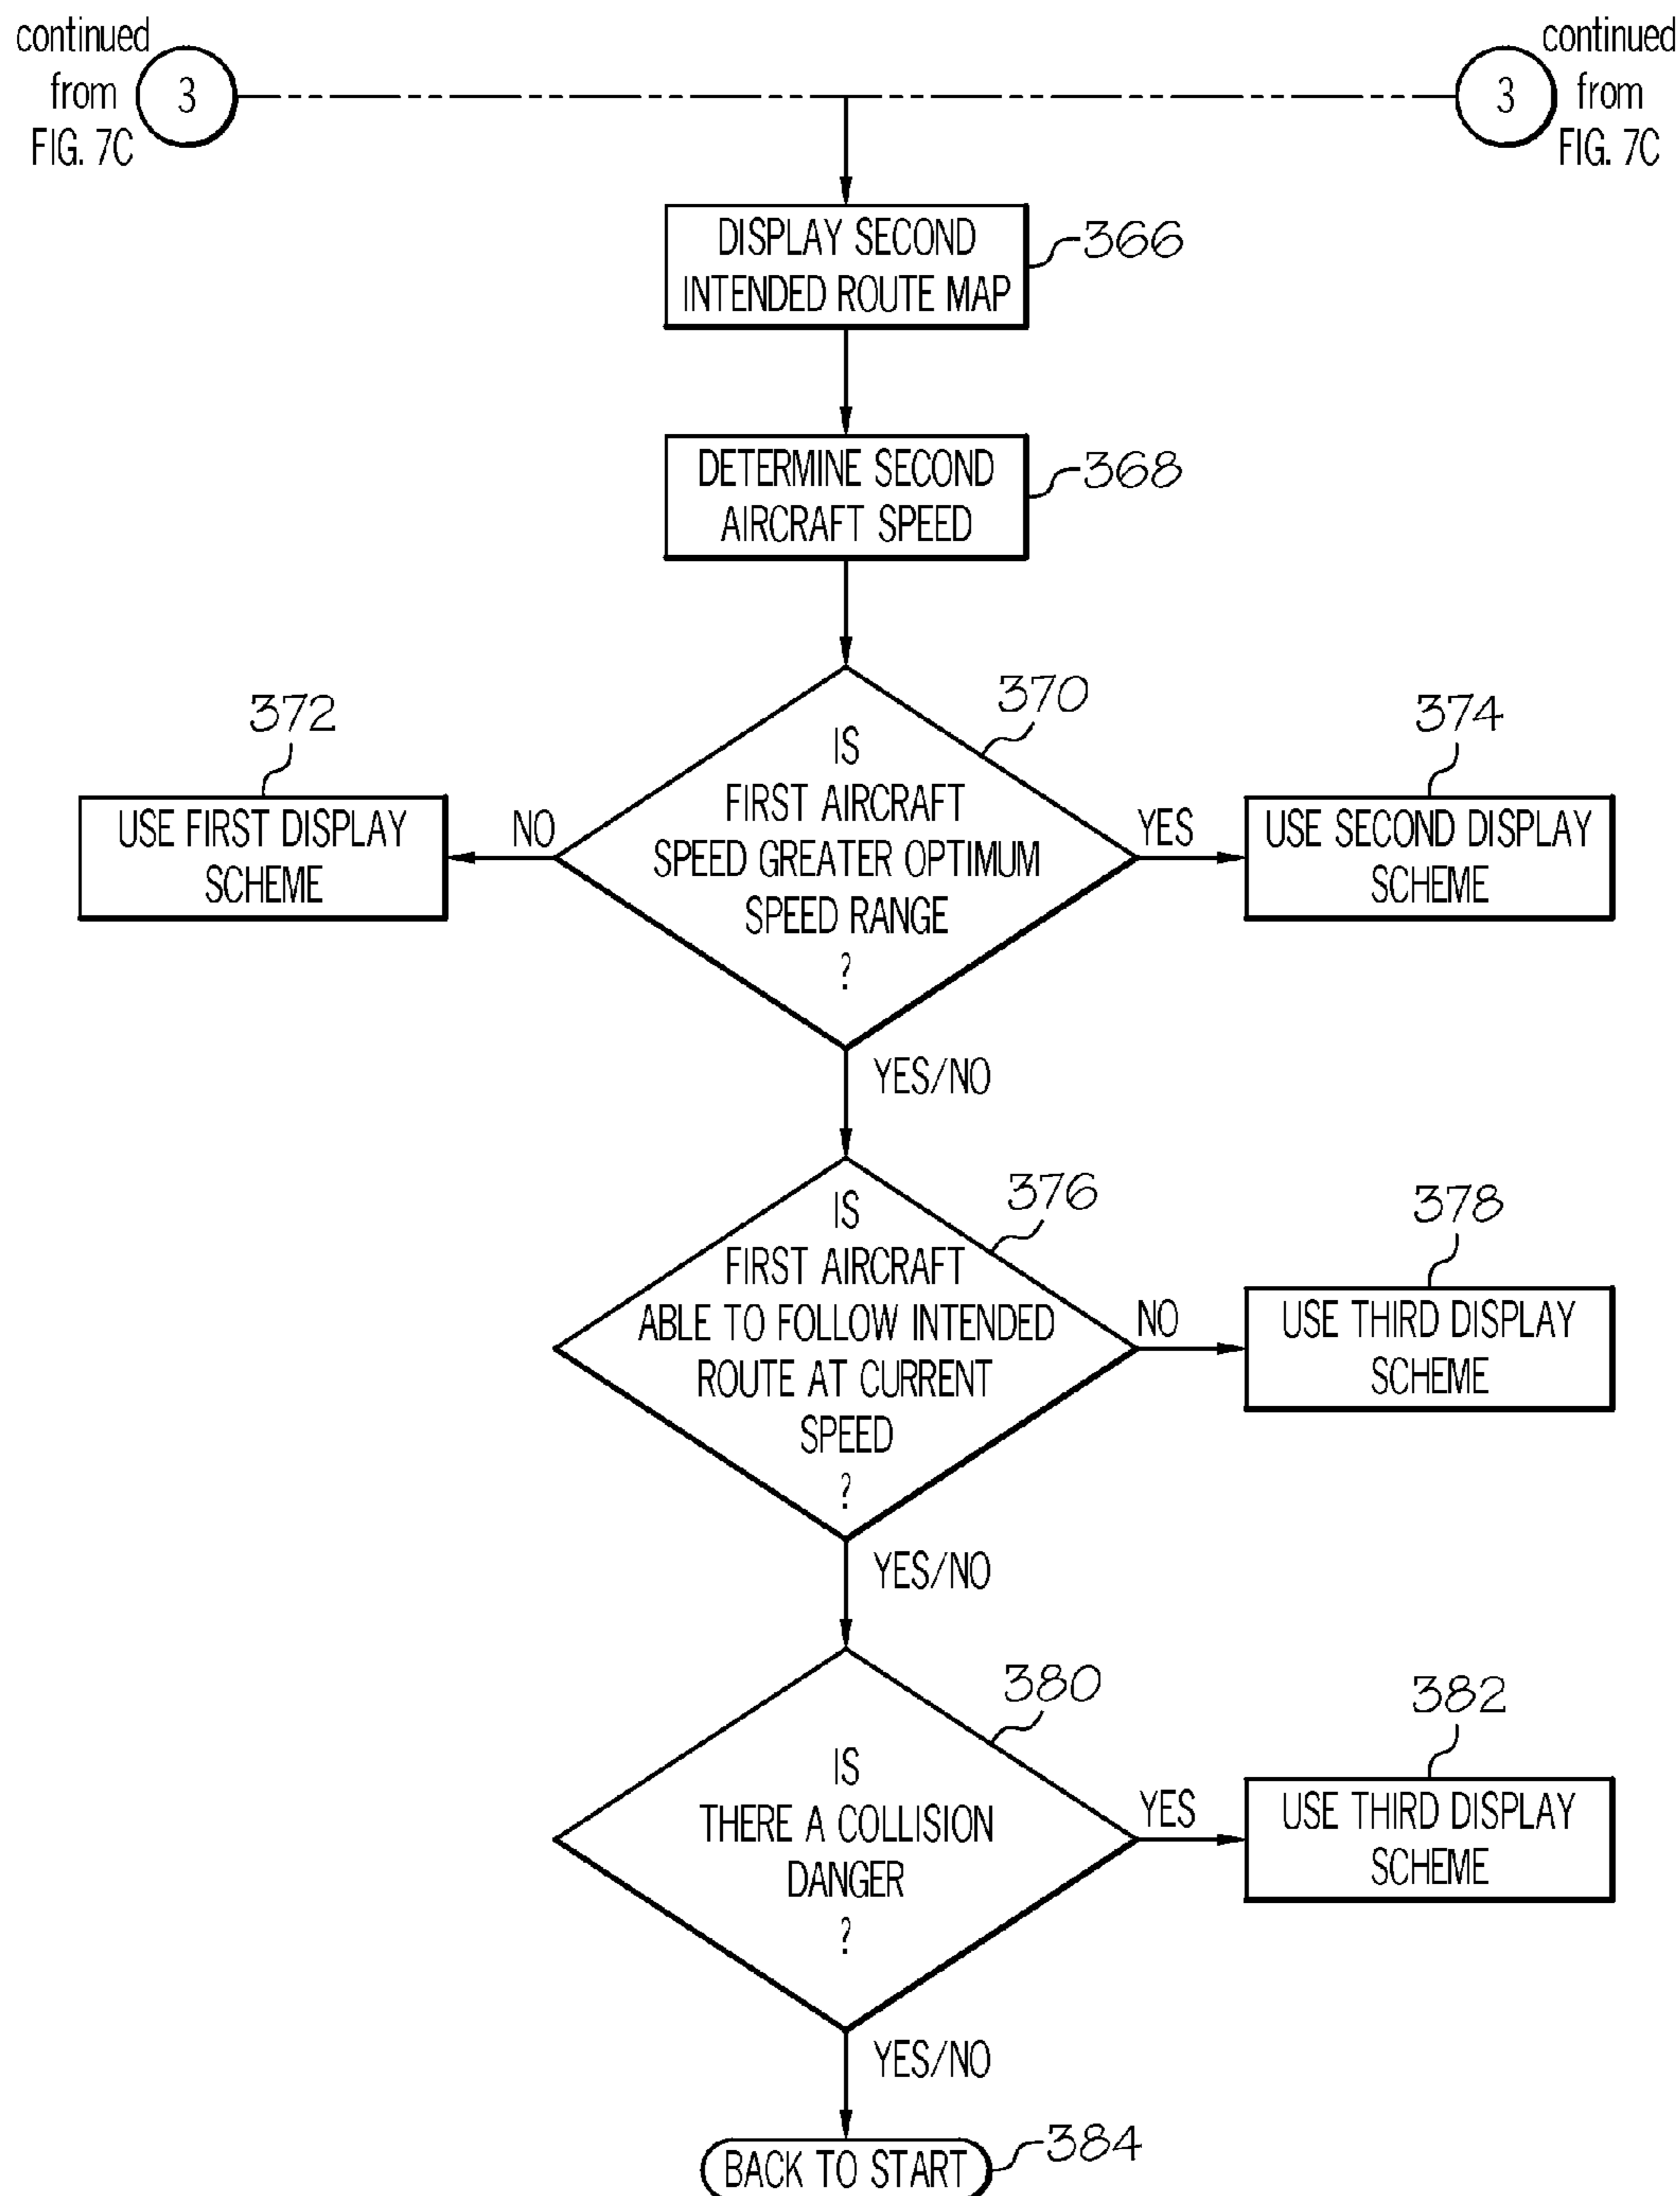 continued
from
FIG. 7C
3
3
continued
from
FIG. 7C
DISPLAY SECOND
INTENDED ROUTE MAP
366
DETERMINE SECOND
AIRCRAFT SPEED
368
370
IS
FIRST AIRCRAFT
SPEED GREATER OPTIMUM
SPEED RANGE
?
NO
372
USE FIRST DISPLAY
SCHEME
YES
374
USE SECOND DISPLAY
SCHEME
YES/NO
376
IS
FIRST AIRCRAFT
ABLE TO FOLLOW INTENDED
ROUTE AT CURRENT
SPEED
?
NO
378
USE THIRD DISPLAY
SCHEME
YES/NO
380
IS
THERE A COLLISION
DANGER
?
YES
382
USE THIRD DISPLAY
SCHEME
YES/NO
BACK TO START
384